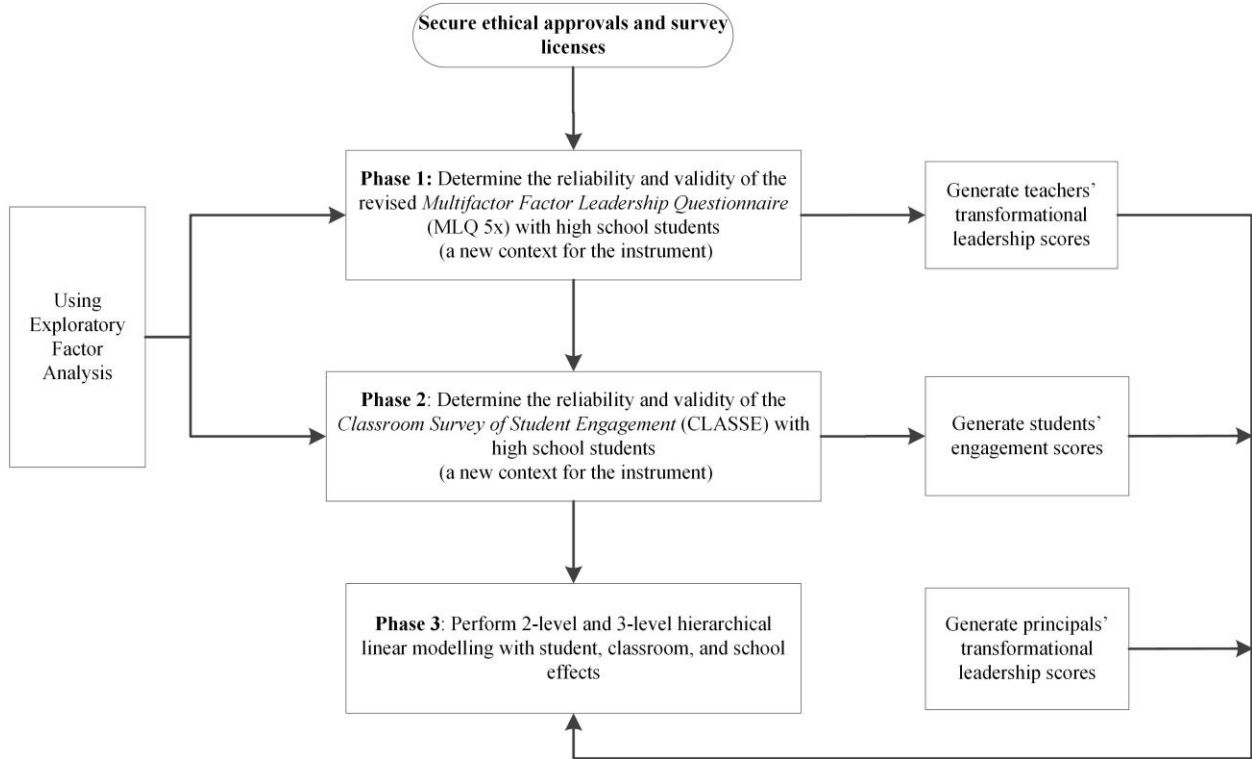 Secure ethical approvals and survey
licenses
Phase 1: Determine the reliability and validity of the
revised Multifactor Factor Leadership Questionnaire
(MLQ 5x) with high school students
(a new context for the instrument)
Generate teachers’
transformational
leadership scores
Using
Exploratory
Factor
Analysis
Phase 2: Determine the reliability and validity of the
Classroom Survey of Student Engagement (CLASSE) with
high school students
(a new context for the instrument)
Generate students’
engagement scores
Phase 3: Perform 2-level and 3-level hierarchical
linear modelling with student, classroom, and school
effects
Generate principals’
transformational
leadership scores